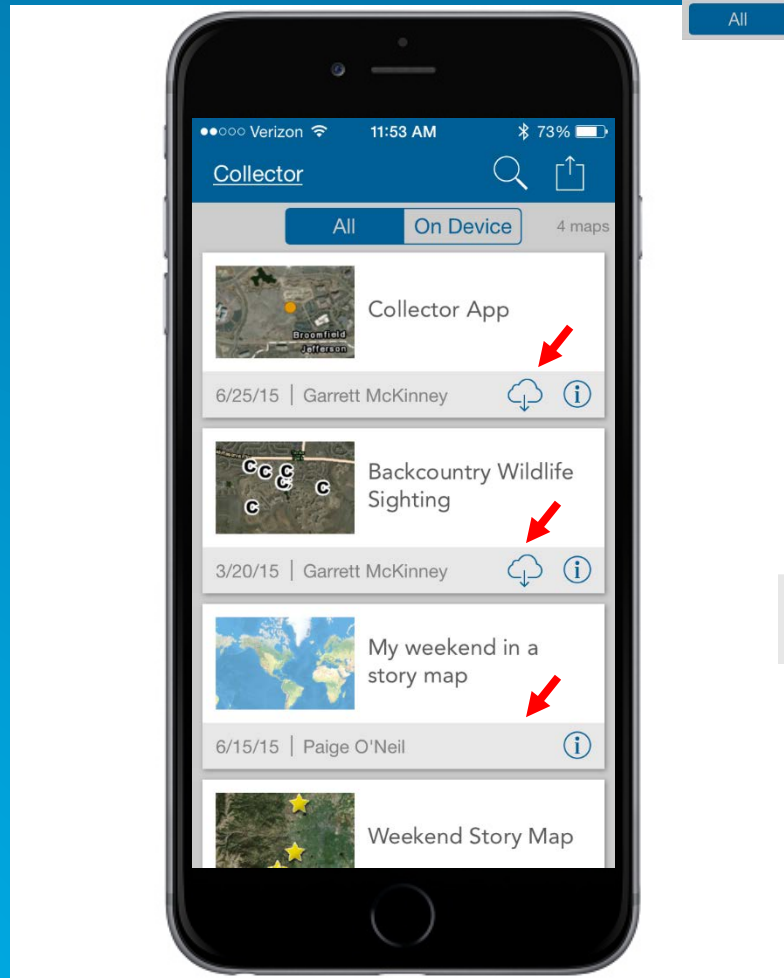 All
Verizon 11:53 AM 73%
Collector
All On Device 4 maps
Collector App
Broomfield
Jefferson
6/25/15 | Garrett McKinney
Backcountry Wildlife
Sighting
C C C
C C
C
3/20/15 | Garrett McKinney
My weekend in a
story map
6/15/15 | Paige O'Neil
Weekend Story Map